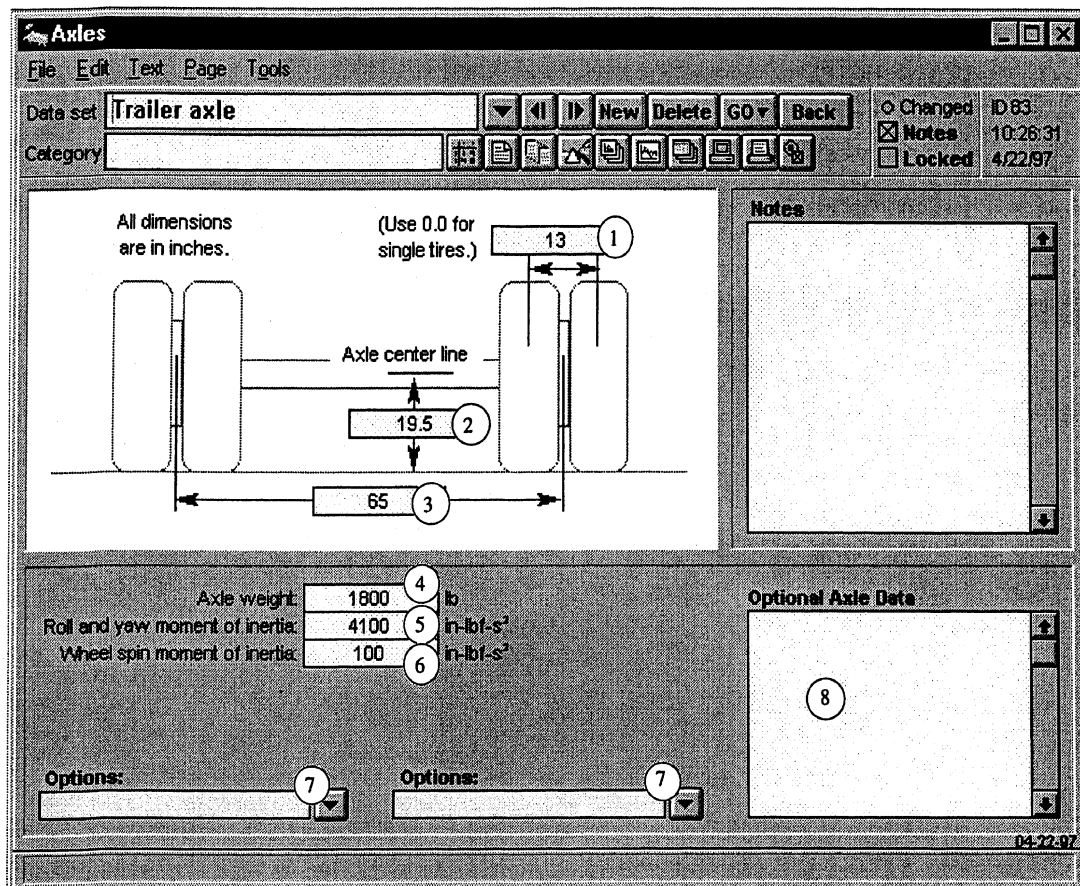 Axles
File Edit Text Page Tools
Data set Trailer axle New Delete GO Back Changed ID 83
Notes 10:26:31
Category Locked 4/22/97
All dimensions
are in inches.
(Use 0.0 for
single tires.)
13 1
Axle center line
19.5 2
65 3
Notes
Axle weight: 1800 4 lb
Roll and yaw moment of inertia: 4100 5 in-lbf-s²
Wheel spin moment of inertia: 100 6 in-lbf-s²
Optional Axle Data
8
Options: 7 Options: 7
04-22-97